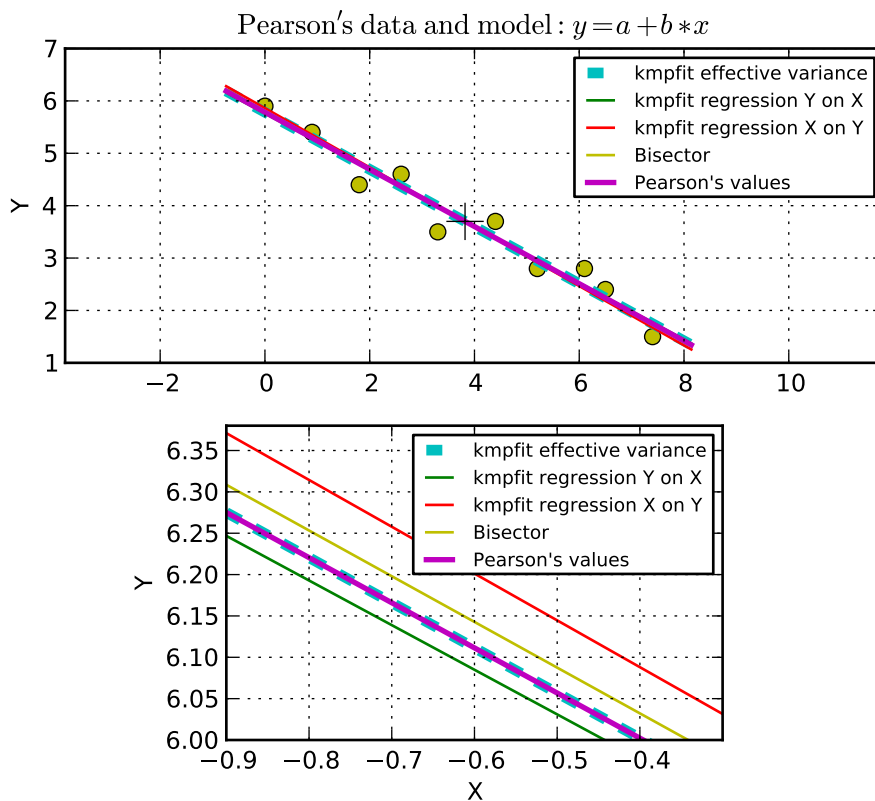 Pearson's data and model: y=a+b*x
7
6
5
4
3
2
1
Y
−2 0 2 4 6 8 10
kmpfit effective variance
kmpfit regression Y on X
kmpfit regression X on Y
Bisector
Pearson's values
6.35
6.30
6.25
6.20
6.15
6.10
6.05
6.00
Y
−0.9 −0.8 −0.7 −0.6 −0.5 −0.4
X
kmpfit effective variance
kmpfit regression Y on X
kmpfit regression X on Y
Bisector
Pearson's values